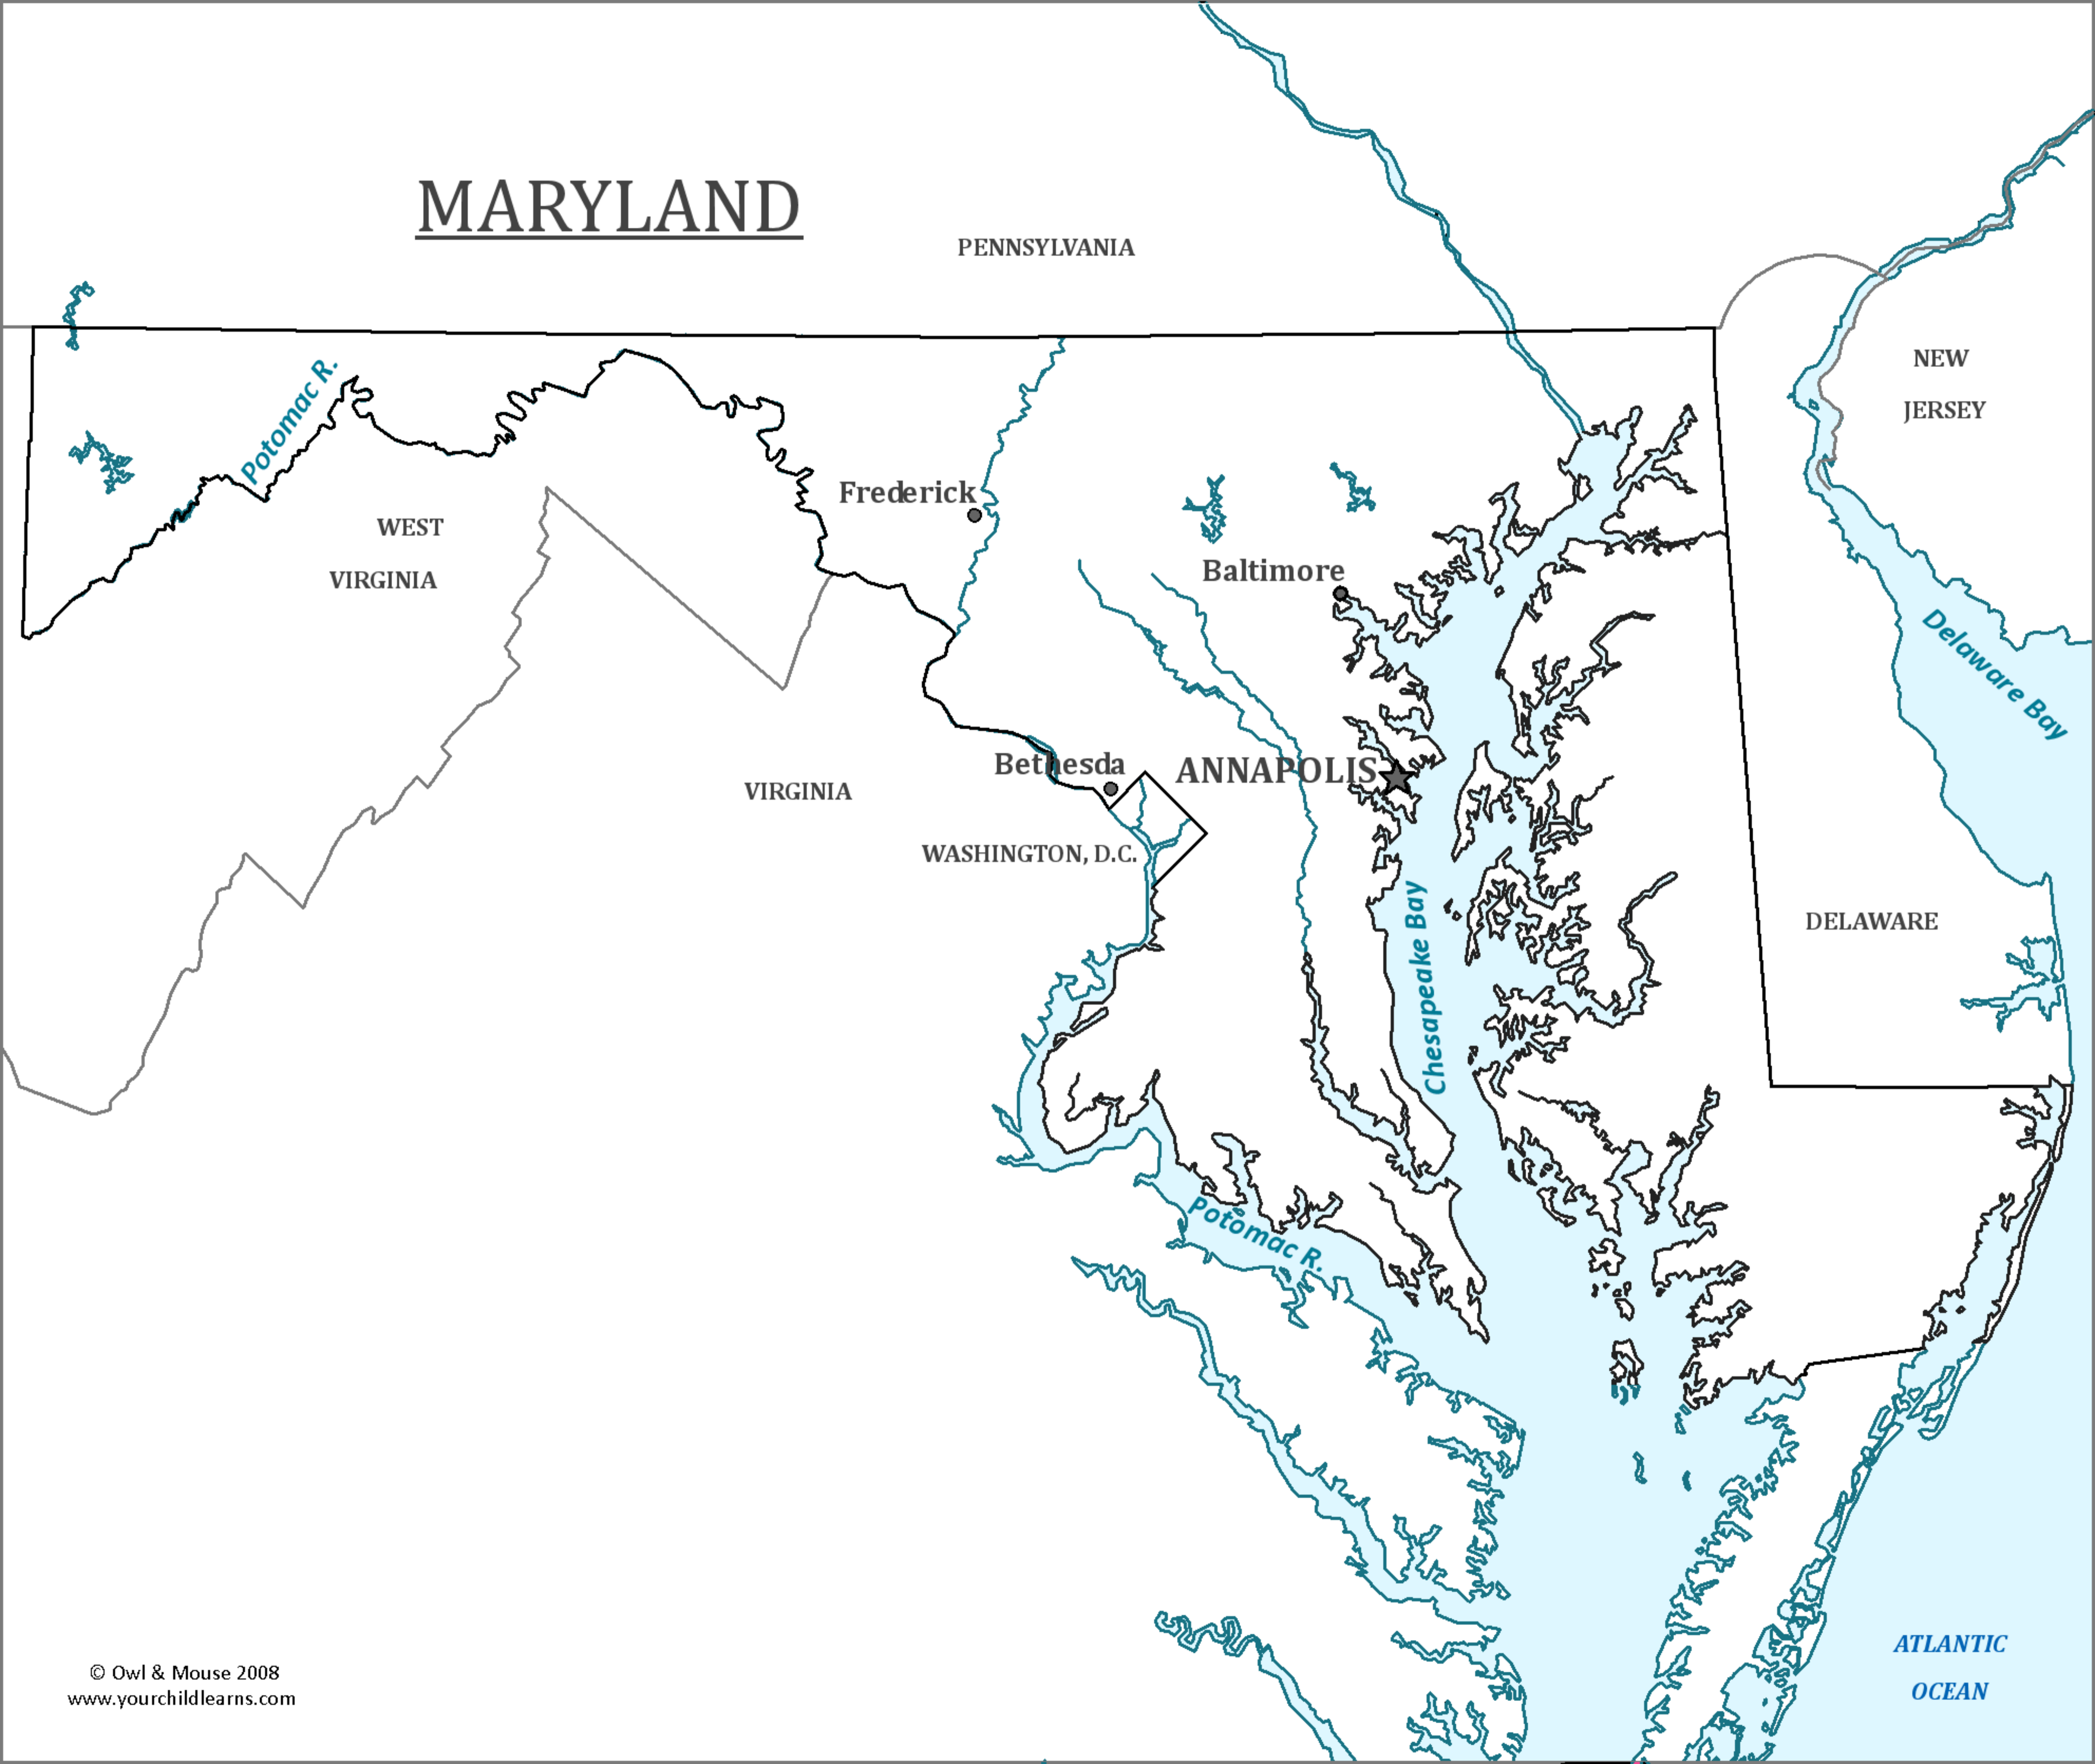 MARYLAND
PENNSYLVANIA
NEW
JERSEY
Potomac R.
Frederick
WEST
VIRGINIA
Baltimore
Delaware Bay
Bethesda
ANNAPOLIS
VIRGINIA
WASHINGTON, D.C.
Chesapeake Bay
DELAWARE
Potomac R.
ATLANTIC
OCEAN
© Owl & Mouse 2008
www.yourchildlearns.com